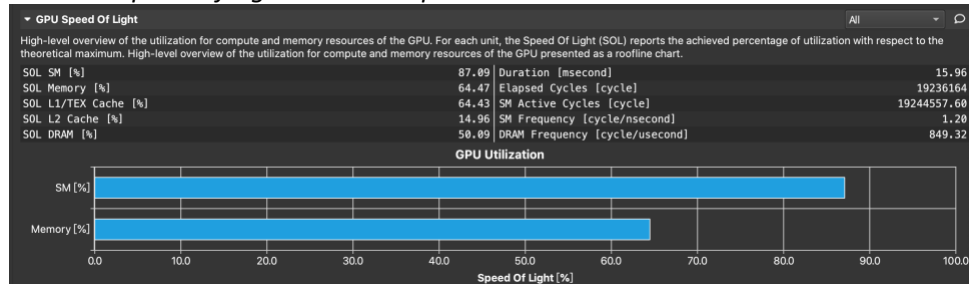 GPU Speed Of Light All
High-level overview of the utilization for compute and memory resources of the GPU. For each unit, the Speed Of Light (SOL) reports the achieved percentage of utilization with respect to the
theoretical maximum. High-level overview of the utilization for compute and memory resources of the GPU presented as a roofline chart.
SOL SM [%] 87.09 Duration [msecond] 15.96
SOL Memory [%] 64.47 Elapsed Cycles [cycle] 19236164
SOL L1/TEX Cache [%] 64.43 SM Active Cycles [cycle] 19244557.60
SOL L2 Cache [%] 14.96 SM Frequency [cycle/nsecond] 1.20
SOL DRAM [%] 50.09 DRAM Frequency [cycle/usecond] 849.32
GPU Utilization
SM [%]
Memory [%]
0.0 10.0 20.0 30.0 40.0 50.0 60.0 70.0 80.0 90.0 100.0
Speed Of Light [%]